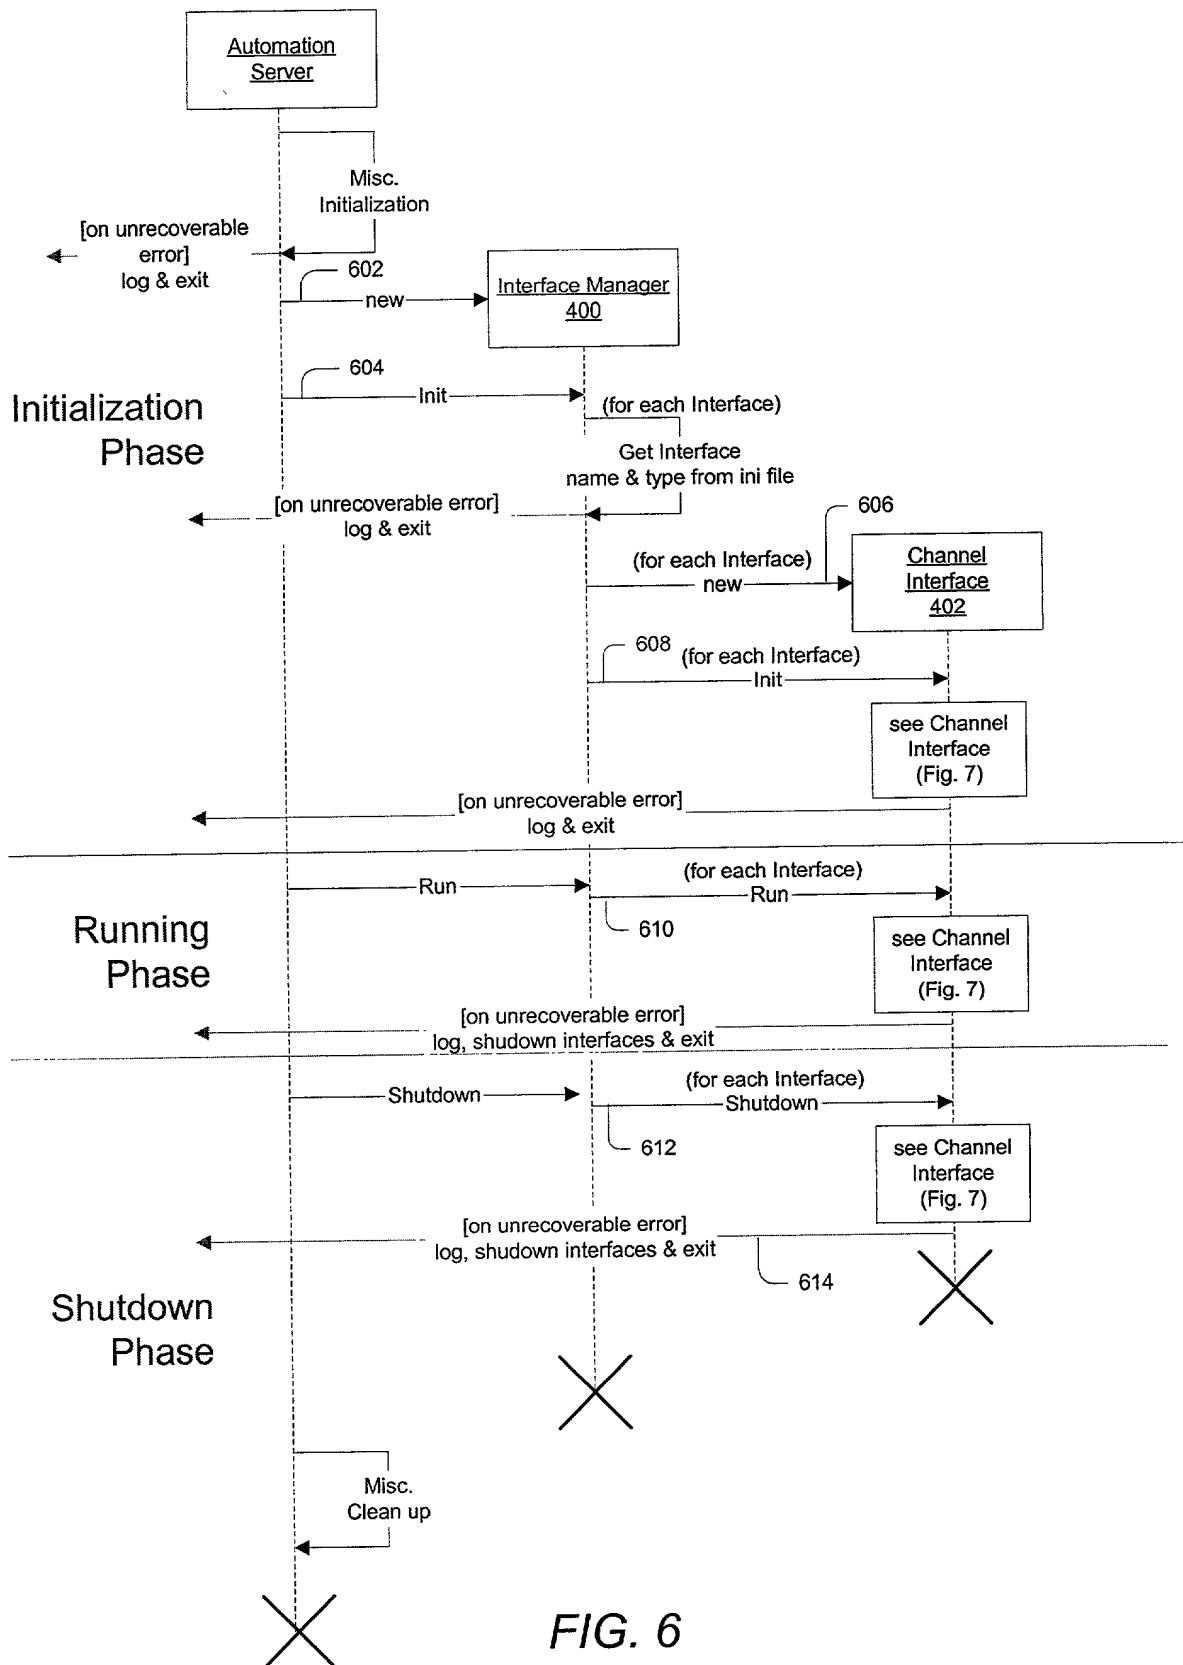 Automation
Server
Misc.
Initialization
[on unrecoverable
error]
log & exit
602
new
Interface Manager
400
604
Init
(for each Interface)
Initialization
Phase
Get Interface
name & type from ini file
[on unrecoverable error]
log & exit
606
(for each Interface)
new
Channel
Interface
402
608
(for each Interface)
Init
see Channel
Interface
(Fig. 7)
[on unrecoverable error]
log & exit
Run
(for each Interface)
Run
610
Running
Phase
see Channel
Interface
(Fig. 7)
[on unrecoverable error]
log, shudown interfaces & exit
Shutdown
(for each Interface)
Shutdown
612
see Channel
Interface
(Fig. 7)
[on unrecoverable error]
log, shudown interfaces & exit
614
Shutdown
Phase
Misc.
Clean up
FIG. 6